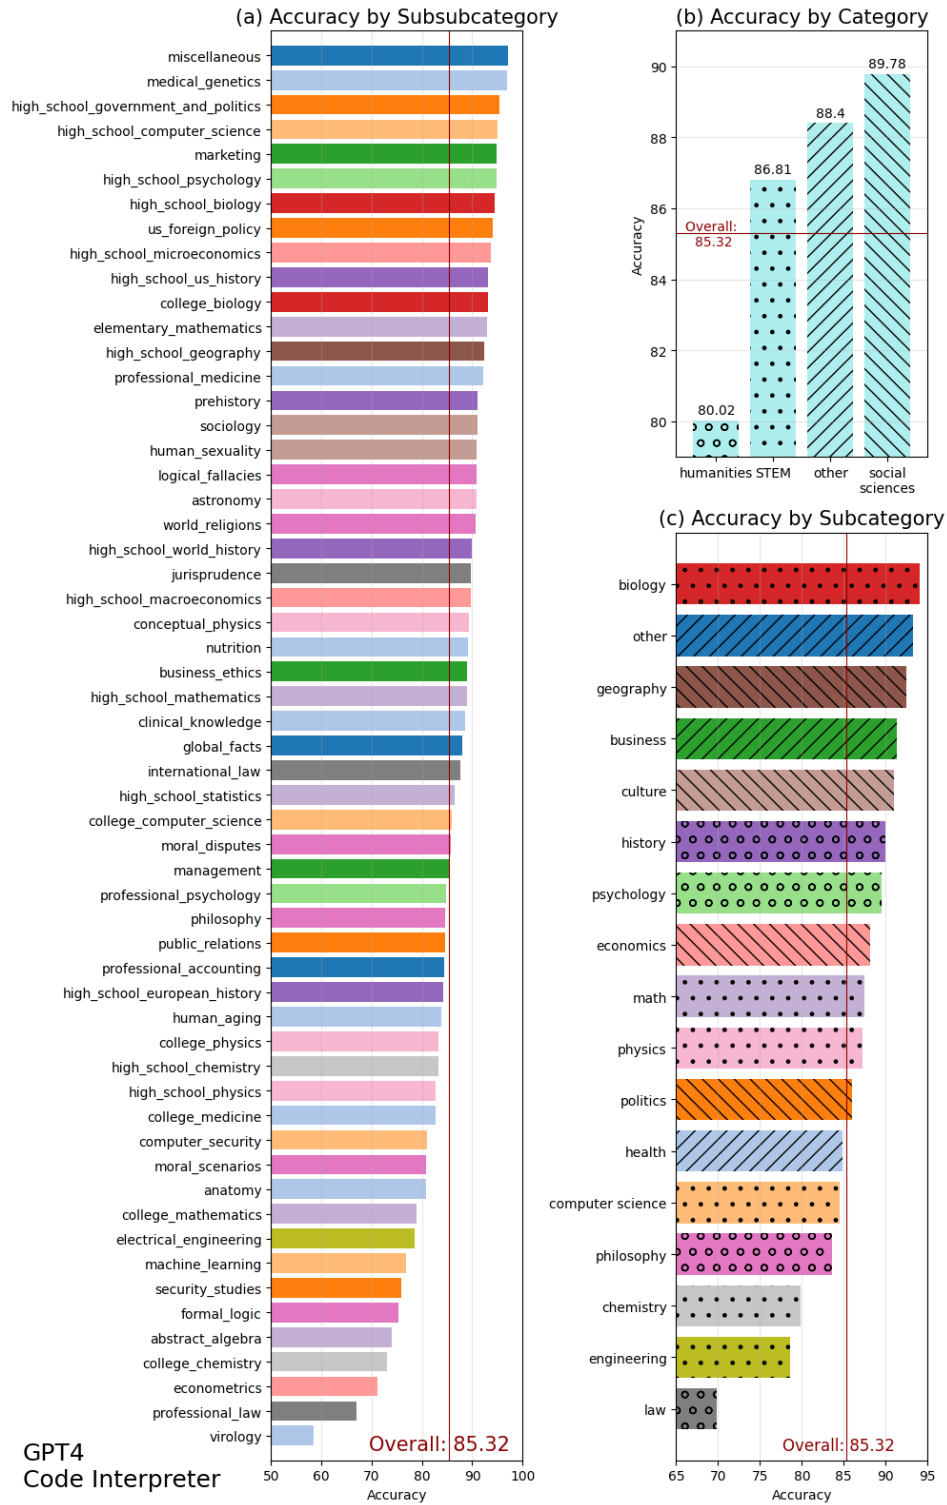 (a) Accuracy by Subsubcategory
miscellaneous
medical_genetics
high_school_government_and_politics
high_school_computer_science
marketing
high_school_psychology
high_school_biology
us_foreign_policy
high_school_microeconomics
high_school_us_history
college_biology
elementary_mathematics
high_school_geography
professional_medicine
prehistory
sociology
human_sexuality
logical_fallacies
astronomy
world_religions
high_school_world_history
jurisprudence
high_school_macroeconomics
conceptual_physics
nutrition
business_ethics
high_school_mathematics
clinical_knowledge
global_facts
international_law
high_school_statistics
college_computer_science
moral_disputes
management
professional_psychology
philosophy
public_relations
professional_accounting
high_school_european_history
human_aging
college_physics
high_school_chemistry
high_school_physics
college_medicine
computer_security
moral_scenarios
anatomy
college_mathematics
electrical_engineering
machine_learning
security_studies
formal_logic
abstract_algebra
college_chemistry
econometrics
professional_law
virology
Overall: 85.32
50 60 70 80 90 100
Accuracy
GPT4
Code Interpreter
(b) Accuracy by Category
90
88
86
84
82
80
Accuracy
89.78
88.4
86.81
80.02
Overall:
85.32
humanities STEM other social
sciences
(c) Accuracy by Subcategory
biology
other
geography
business
culture
history
psychology
economics
math
physics
politics
health
computer science
philosophy
chemistry
engineering
law
Overall: 85.32
65 70 75 80 85 90 95
Accuracy